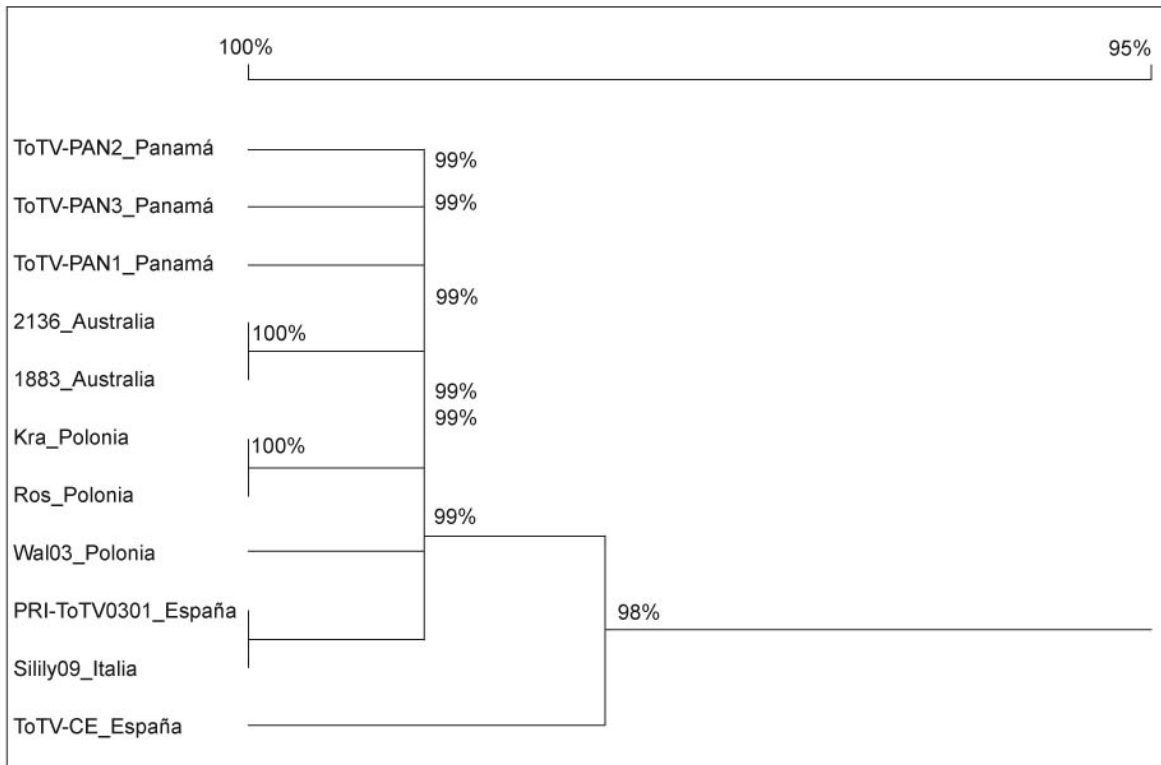 100% 95%
ToTV-PAN2_Panamá
99%
ToTV-PAN3_Panamá 99%
ToTV-PAN1_Panamá
99%
2136_Australia
100%
1883_Australia
99%
99%
Kra_Polonia
100%
Ros_Polonia
99%
Wal03_Polonia
PRI-ToTV0301_España
98%
Silily09_Italia
ToTV-CE_España